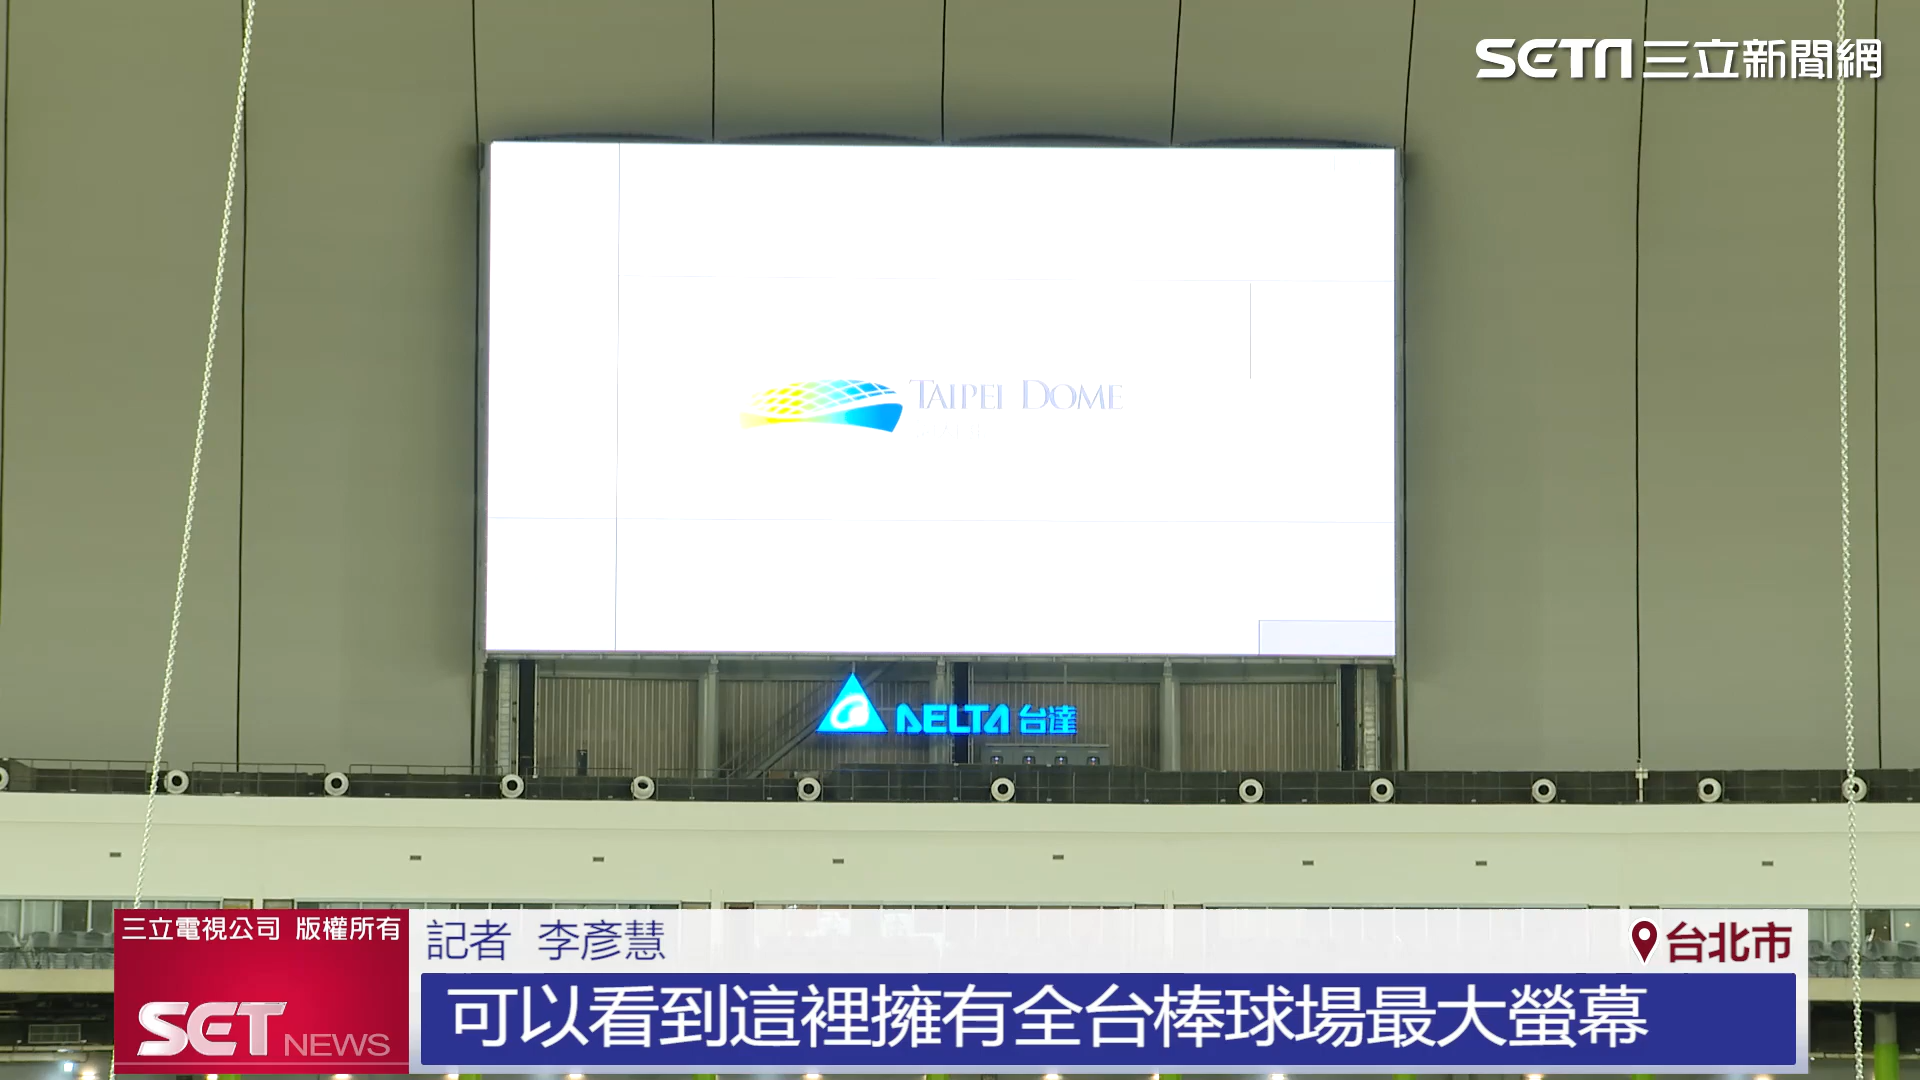 SETN三立新聞網
TAIPEI DOME
DELTA 台達
三立電視公司 版權所有
記者 李彥慧
台北市
SET NEWS
可以看到這裡擁有全台棒球場最大螢幕